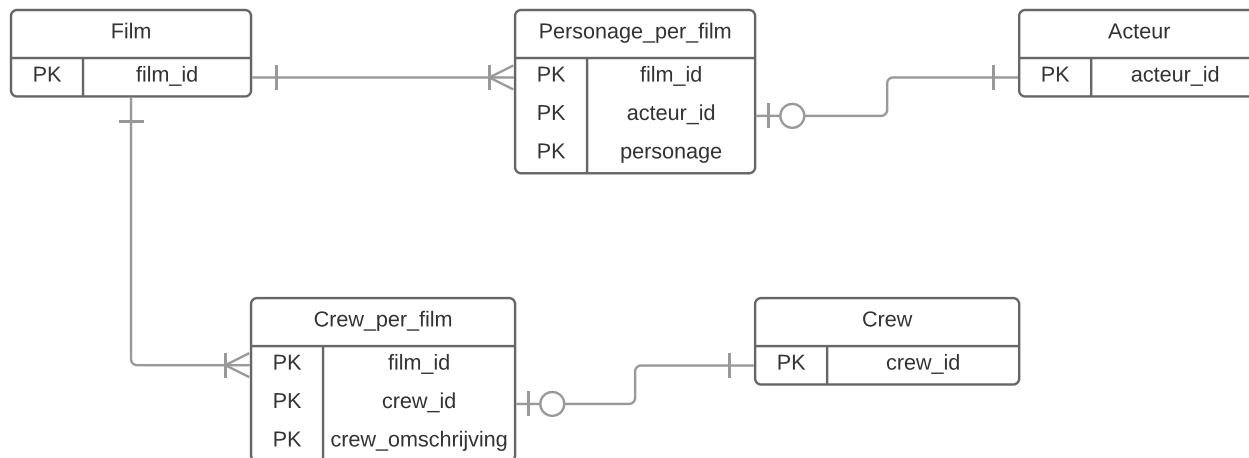 Film
PK film_id
Personage_per_film
PK film_id
PK acteur_id
PK personage
Acteur
PK acteur_id
Crew_per_film
PK film_id
PK crew_id
PK crew_omschrijving
Crew
PK crew_id